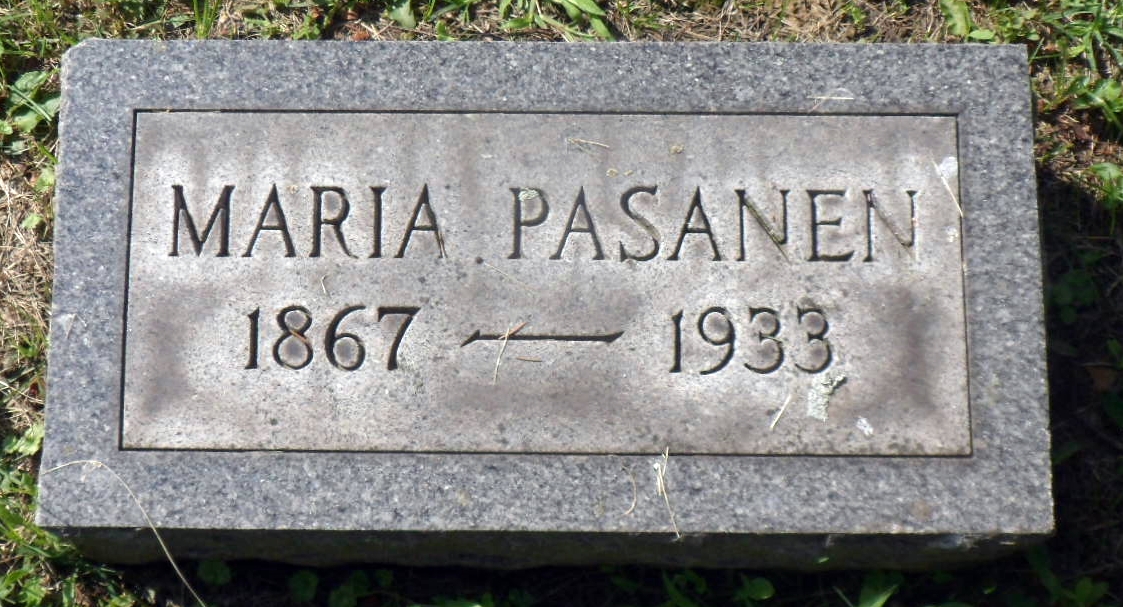 MARIA PASANEN
1867 — 1933